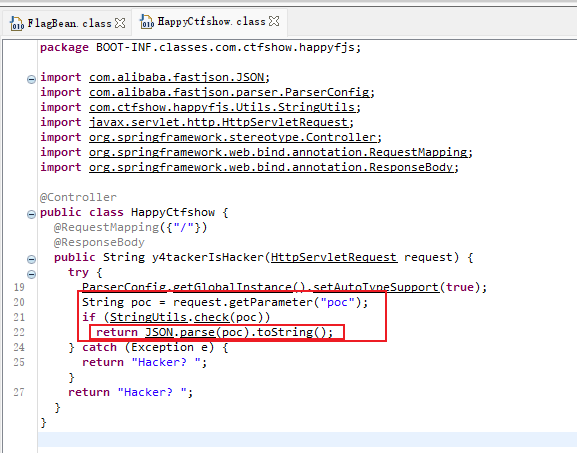 FlagBean.class
HappyCtfshow.class
package BOOT-INF.classes.com.ctfshow.happyfjs;
import com.alibaba.fastjson.JSON;
import com.alibaba.fastjson.parser.ParserConfig;
import com.ctfshow.happyfjs.Utils.StringUtils;
import javax.servlet.http.HttpServletRequest;
import org.springframework.stereotype.Controller;
import org.springframework.web.bind.annotation.RequestMapping;
import org.springframework.web.bind.annotation.ResponseBody;
@Controller
public class HappyCtfshow {
@RequestMapping({"/"})
@ResponseBody
public String y4tackerIsHacker(HttpServletRequest request) {
try {
19 ParserConfig.getGlobalInstance().setAutoTypeSupport(true);
20 String poc = request.getParameter("poc");
21 if (StringUtils.check(poc))
22 return JSON.parse(poc).toString();
24 } catch (Exception e) {
25 return "Hacker? ";
}
27 return "Hacker? ";
}
}